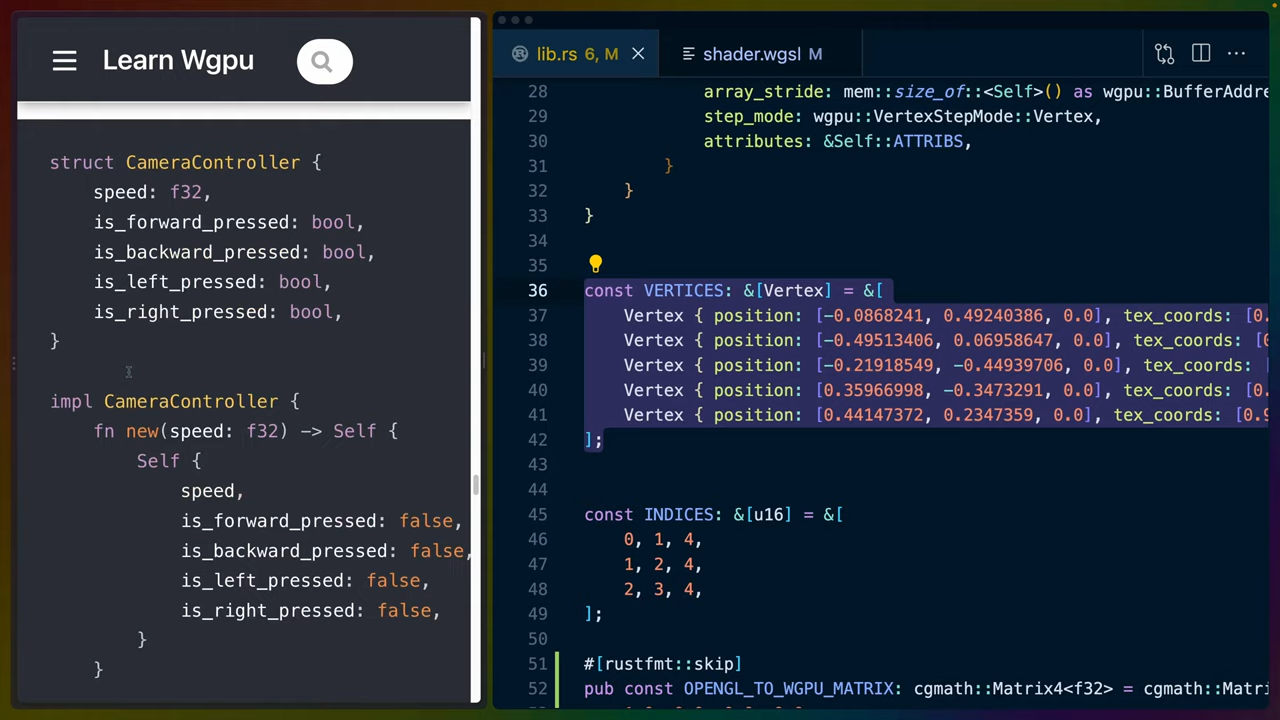 Learn Wgpu
struct CameraController {
speed: f32,
is_forward_pressed: bool,
is_backward_pressed: bool,
is_left_pressed: bool,
is_right_pressed: bool,
}
impl CameraController {
fn new(speed: f32) -> Self {
Self {
speed,
is_forward_pressed: false,
is_backward_pressed: false,
is_left_pressed: false,
is_right_pressed: false,
}
}
lib.rs 6, M
shader.wgsl M
28 array_stride: mem::size_of::<Self>() as wgpu::BufferAddre
29 step_mode: wgpu::VertexStepMode::Vertex,
30 attributes: &Self::ATTRIBS,
31 }
32 }
33 }
34
35
36 const VERTICES: &[Vertex] = &[
37 Vertex { position: [-0.0868241, 0.49240386, 0.0], tex_coords: [0.
38 Vertex { position: [-0.49513406, 0.06958647, 0.0], tex_coords: [0
39 Vertex { position: [-0.21918549, -0.44939706, 0.0], tex_coords: [
40 Vertex { position: [0.35966998, -0.3473291, 0.0], tex_coords: [0.
41 Vertex { position: [0.44147372, 0.2347359, 0.0], tex_coords: [0.9
42 ];
43
44
45 const INDICES: &[u16] = &[
46 0, 1, 4,
47 1, 2, 4,
48 2, 3, 4,
49 ];
50
51 #[rustfmt::skip]
52 pub const OPENGL_TO_WGPU_MATRIX: cgmath::Matrix4<f32> = cgmath::Matri